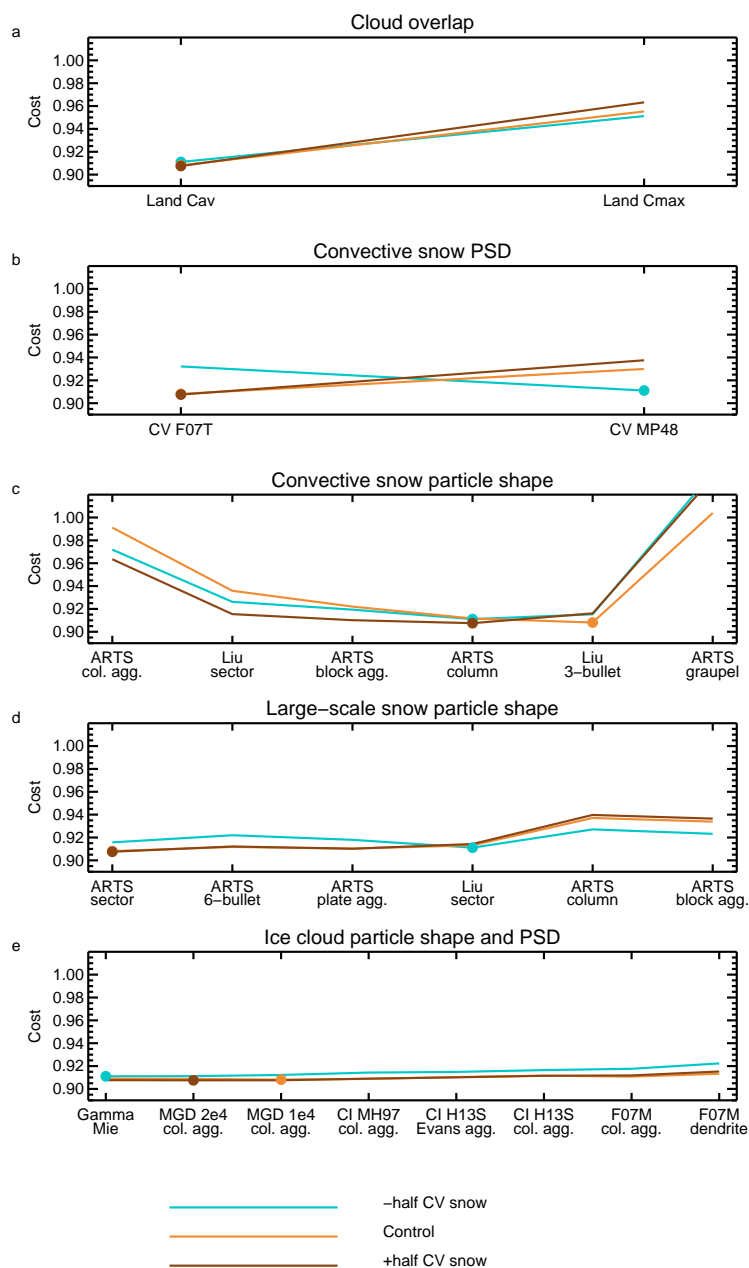 a
Cloud overlap
1.00
0.98
0.96
0.94
0.92
0.90
Cost
Land Cav
Land Cmax
b
Convective snow PSD
1.00
0.98
0.96
0.94
0.92
0.90
Cost
CV F07T
CV MP48
c
Convective snow particle shape
1.00
0.98
0.96
0.94
0.92
0.90
Cost
ARTS
col. agg.
Liu
sector
ARTS
block agg.
ARTS
column
Liu
3−bullet
ARTS
graupel
d
Large−scale snow particle shape
1.00
0.98
0.96
0.94
0.92
0.90
Cost
ARTS
sector
ARTS
6−bullet
ARTS
plate agg.
Liu
sector
ARTS
column
ARTS
block agg.
e
Ice cloud particle shape and PSD
1.00
0.98
0.96
0.94
0.92
0.90
Cost
Gamma
Mie
MGD 2e4
col. agg.
MGD 1e4
col. agg.
CI MH97
col. agg.
CI H13S
Evans agg.
CI H13S
col. agg.
F07M
col. agg.
F07M
dendrite
−half CV snow
Control
+half CV snow